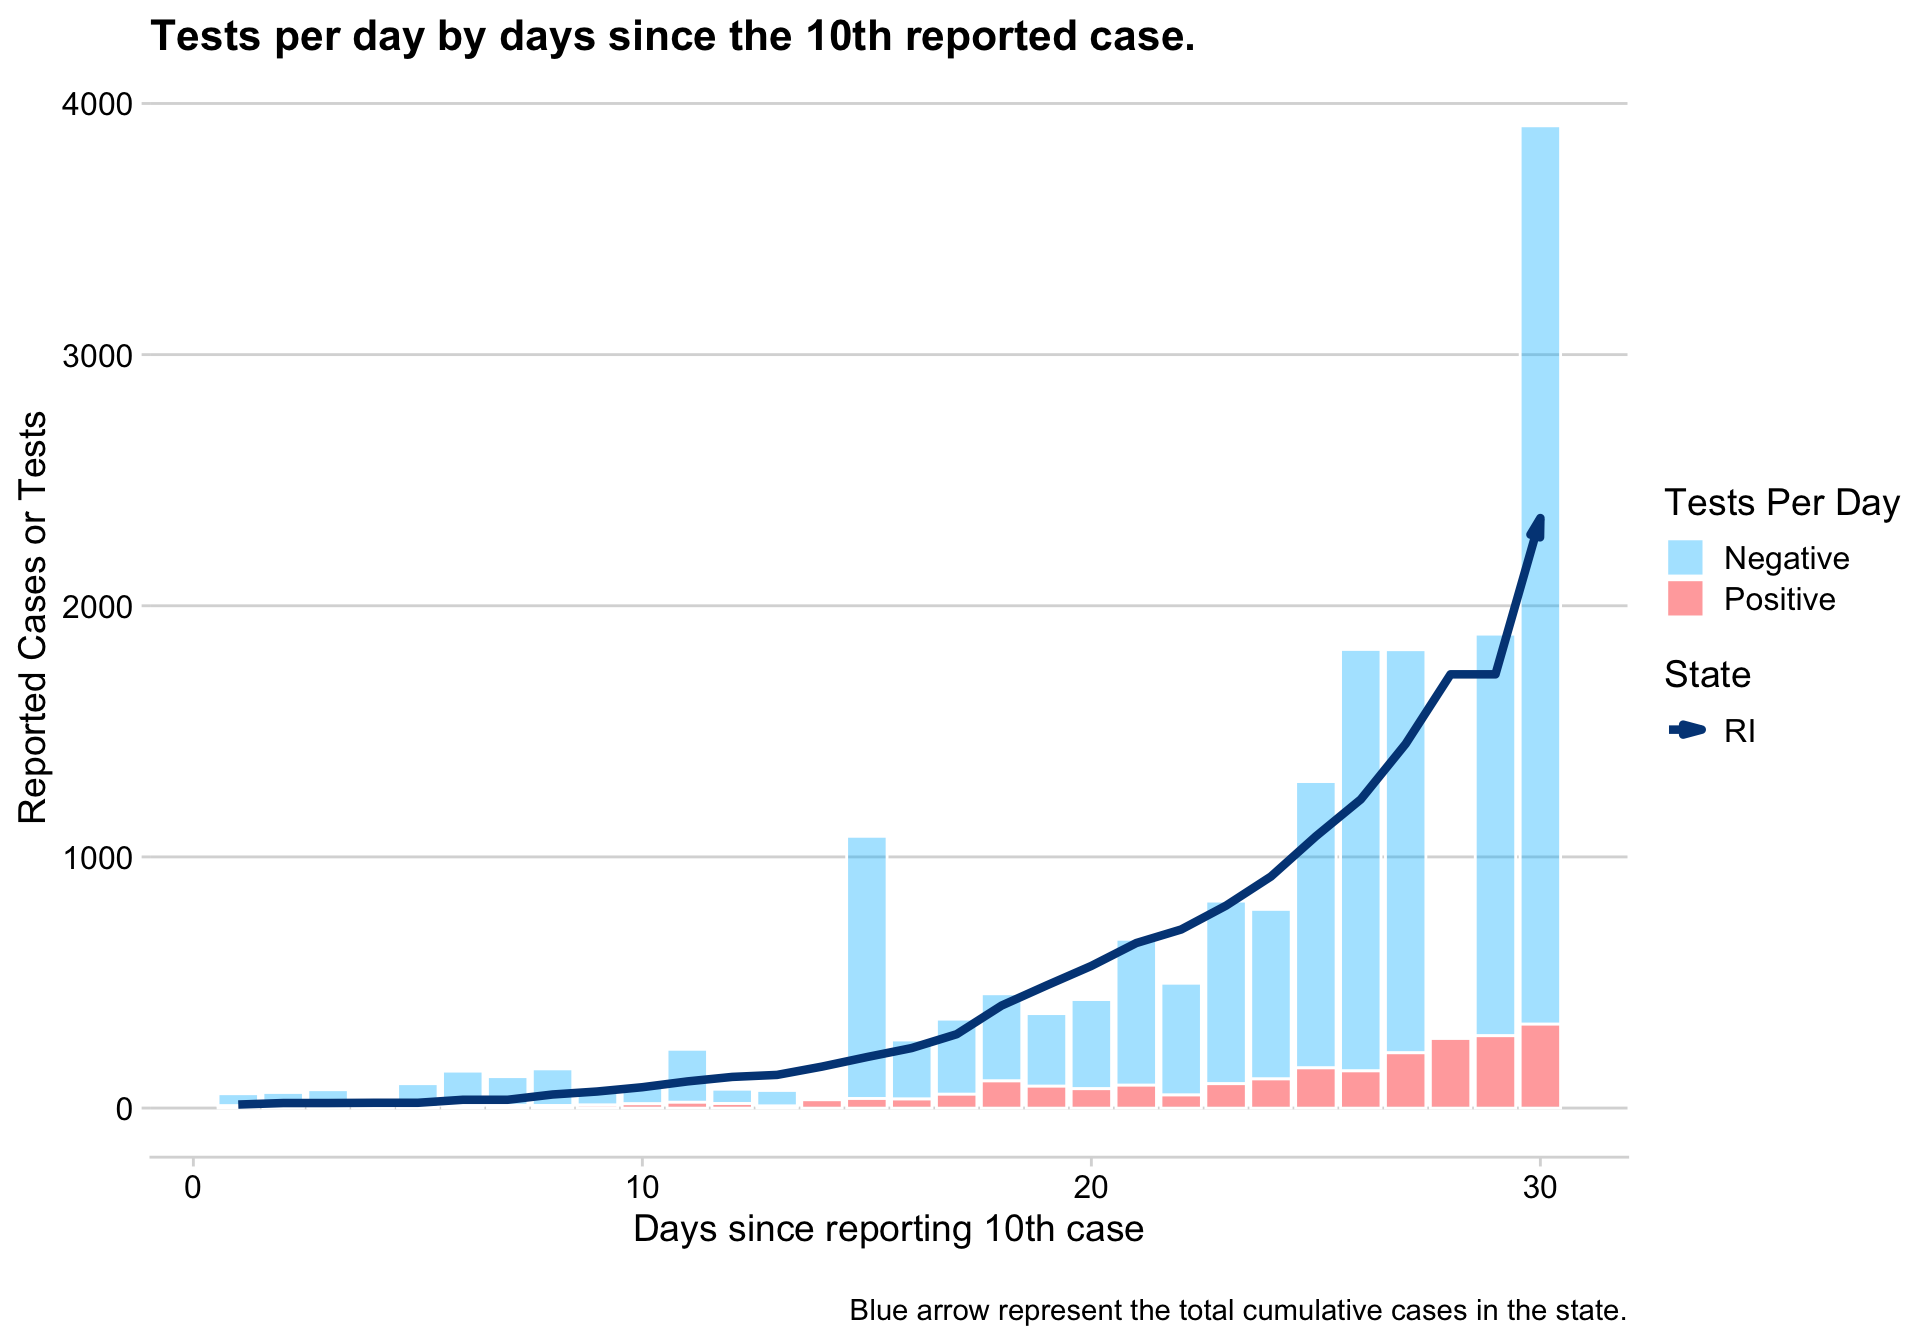 Tests per day by days since the 10th reported case.
4000
3000
2000
1000
0
Reported Cases or Tests
0
10
20
30
Days since reporting 10th case
Tests Per Day
Negative
Positive
State
RI
Blue arrow represent the total cumulative cases in the state.